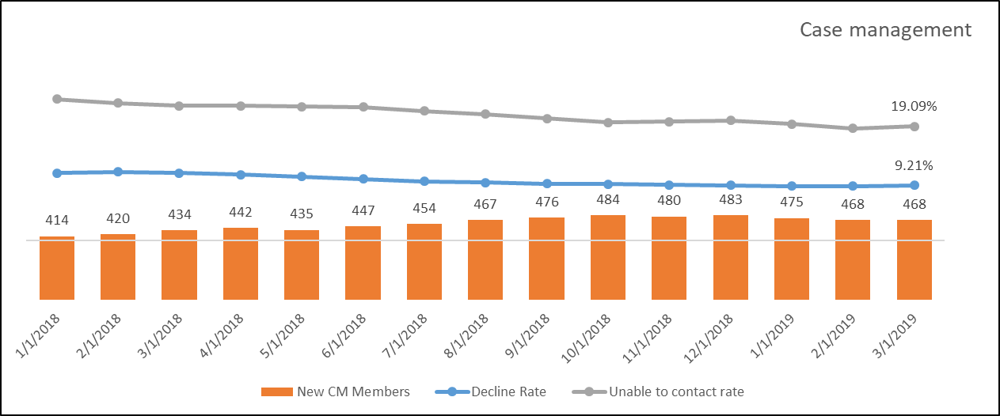 Case management
19.09%
9.21%
414 420 434 442 435 447 454 467 476 484 480 483 475 468 468
1/1/2018 2/1/2018 3/1/2018 4/1/2018 5/1/2018 6/1/2018 7/1/2018 8/1/2018 9/1/2018 10/1/2018 11/1/2018 12/1/2018 1/1/2019 2/1/2019 3/1/2019
New CM Members Decline Rate Unable to contact rate